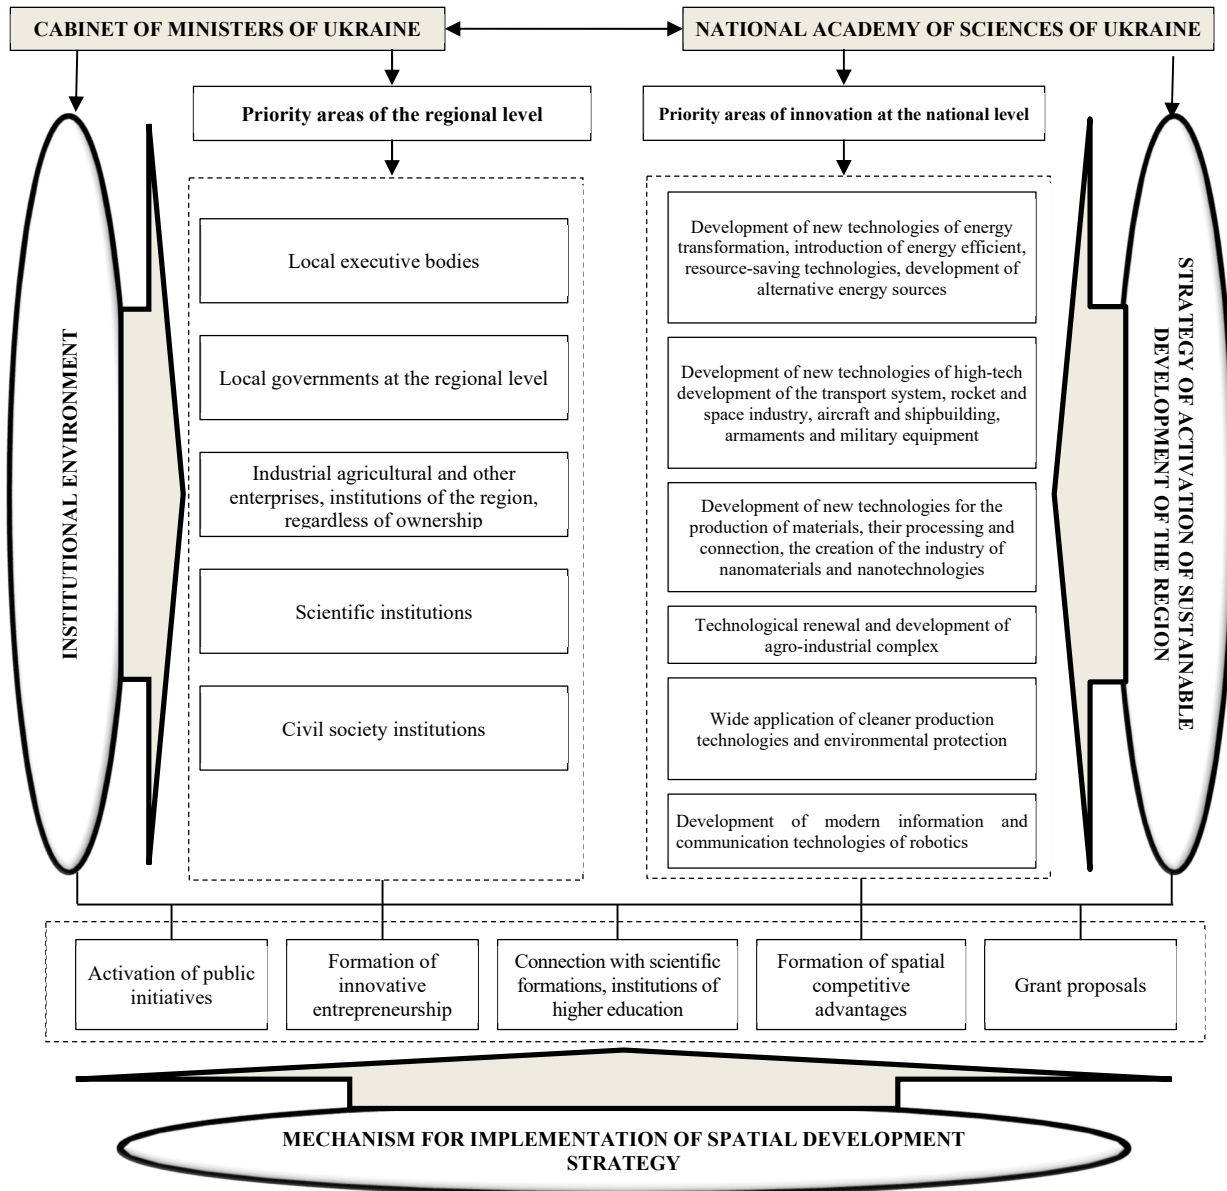 CABINET OF MINISTERS OF UKRAINE
NATIONAL ACADEMY OF SCIENCES OF UKRAINE
Priority areas of the regional level
Priority areas of innovation at the national level
INSTITUTIONAL ENVIRONMENT
Local executive bodies
Local governments at the regional level
Industrial agricultural and other
enterprises, institutions of the region,
regardless of ownership
Scientific institutions
Civil society institutions
Development of new technologies of energy
transformation, introduction of energy efficient,
resource-saving technologies, development of
alternative energy sources
Development of new technologies of high-tech
development of the transport system, rocket and
space industry, aircraft and shipbuilding,
armaments and military equipment
Development of new technologies for the
production of materials, their processing and
connection, the creation of the industry of
nanomaterials and nanotechnologies
Technological renewal and development of
agro-industrial complex
Wide application of cleaner production
technologies and environmental protection
Development of modern information and
communication technologies of robotics
STRATEGY OF ACTIVATION OF SUSTAINABLE
DEVELOPMENT OF THE REGION
Activation of public
initiatives
Formation of
innovative
entrepreneurship
Connection with scientific
formations, institutions of
higher education
Formation of spatial
competitive
advantages
Grant proposals
MECHANISM FOR IMPLEMENTATION OF SPATIAL DEVELOPMENT
STRATEGY